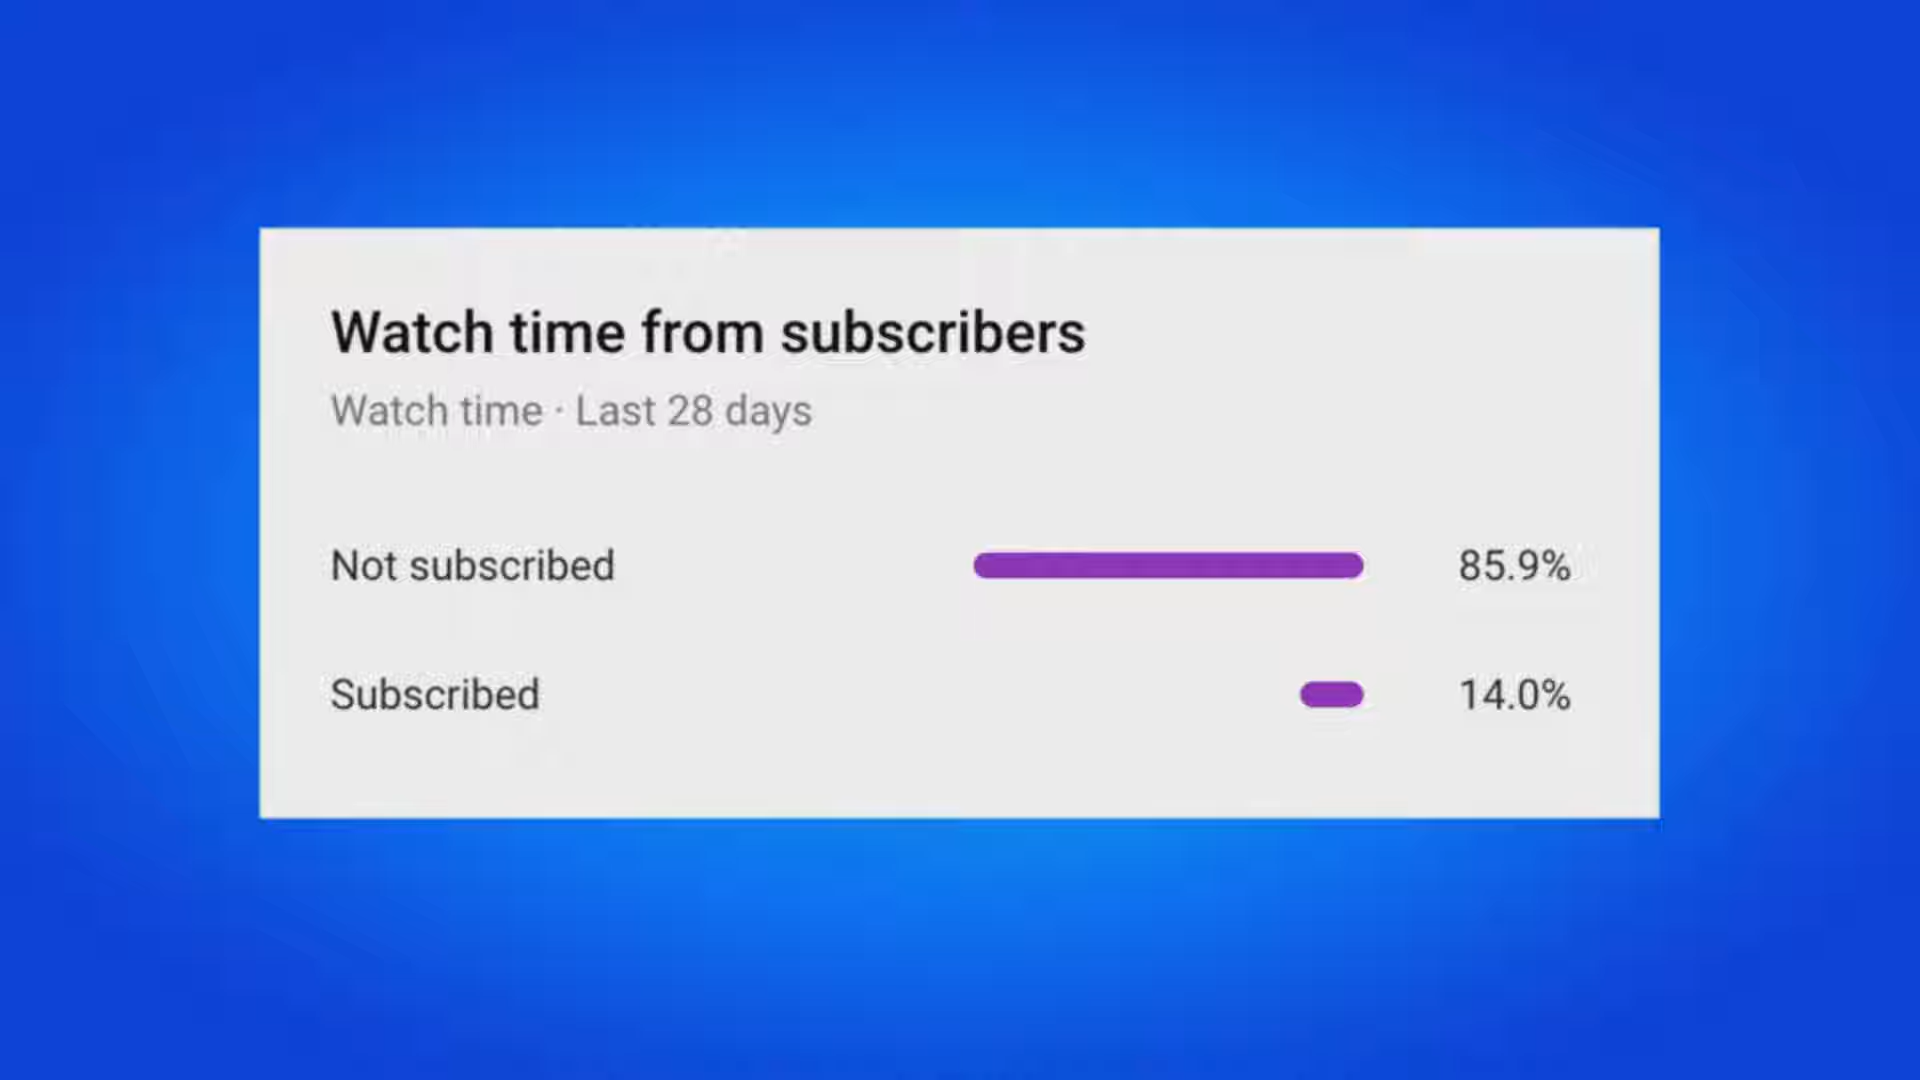 Watch time from subscribers
Watch time · Last 28 days
Not subscribed 85.9%
Subscribed 14.0%